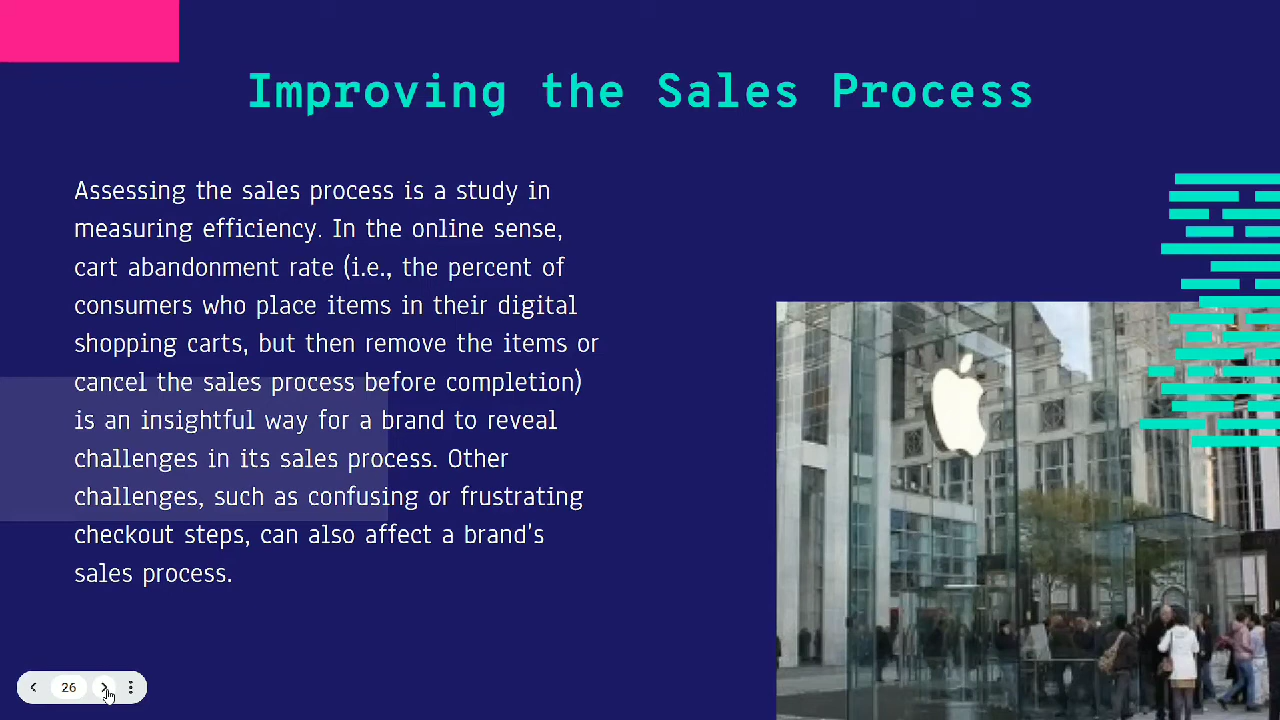 Improving the Sales Process
Assessing the sales process is a study in
measuring efficiency. In the online sense,
cart abandonment rate (i.e., the percent of
consumers who place items in their digital
shopping carts, but then remove the items or
cancel the sales process before completion)
is an insightful way for a brand to reveal
challenges in its sales process. Other
challenges, such as confusing or frustrating
checkout steps, can also affect a brand's
sales process.
26